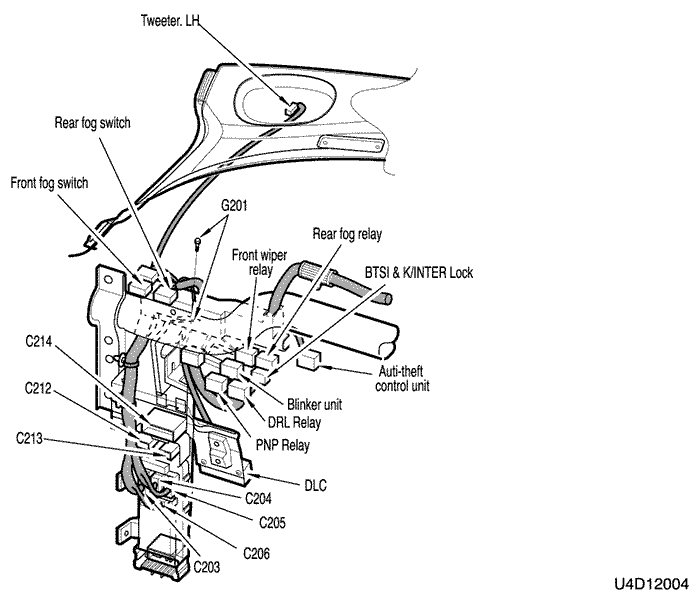 Tweeter. LH
Rear fog switch
Front fog switch
G201
Rear fog relay
Front wiper
relay
BTSI & K/INTER Lock
C214
Anti-theft
control unit
C212
Blinker unit
DRL Relay
C213
PNP Relay
DLC
C204
C205
C206
C203
U4D12004